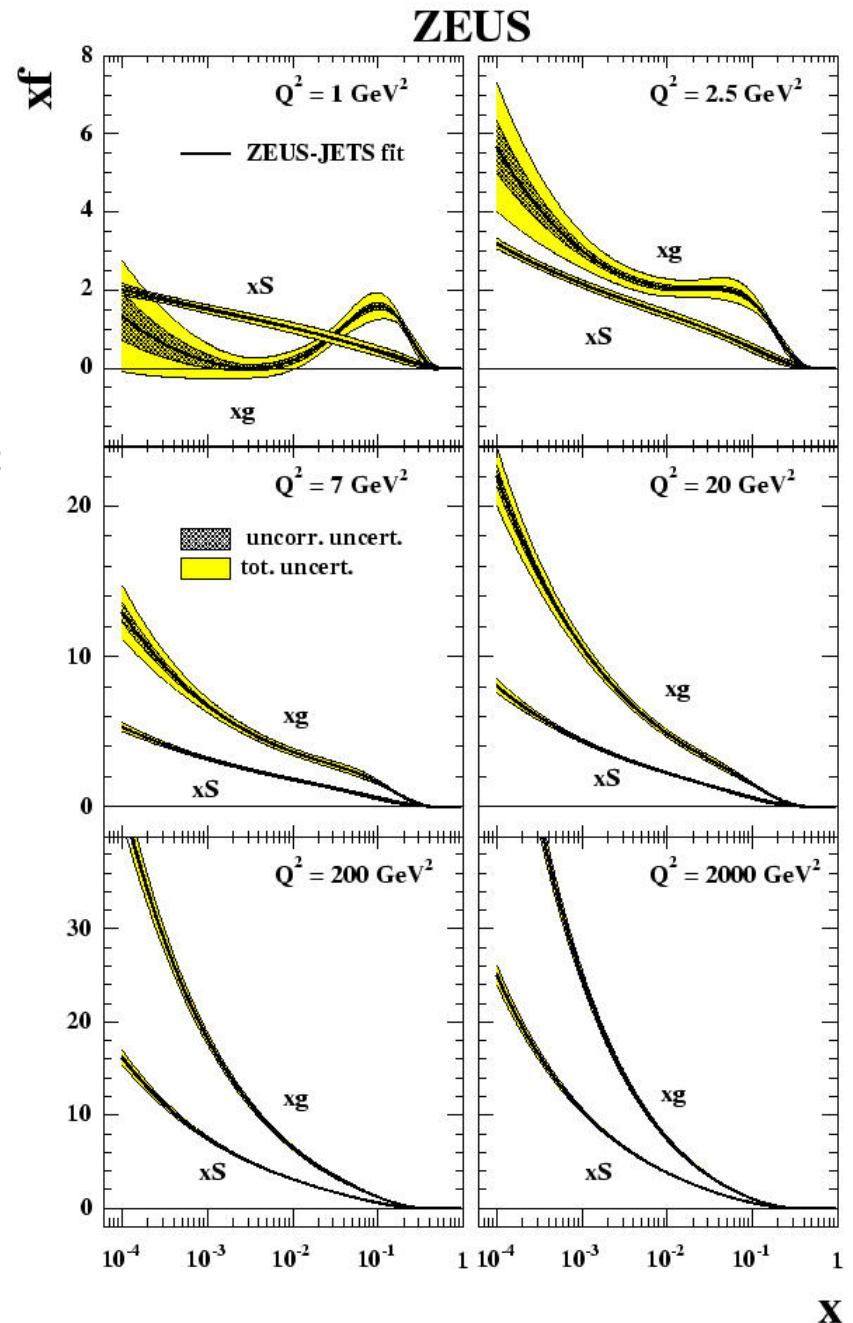 ZEUS
xf
8
6
4
2
0
Q² = 1 GeV²
ZEUS-JETS fit
xS
xg
Q² = 2.5 GeV²
xg
xS
20
10
0
Q² = 7 GeV²
uncorr. uncert.
tot. uncert.
xg
xS
Q² = 20 GeV²
xg
xS
30
20
10
0
Q² = 200 GeV²
xg
xS
Q² = 2000 GeV²
xg
xS
10⁻⁴ 10⁻³ 10⁻² 10⁻¹ 1 10⁻⁴ 10⁻³ 10⁻² 10⁻¹ 1
x